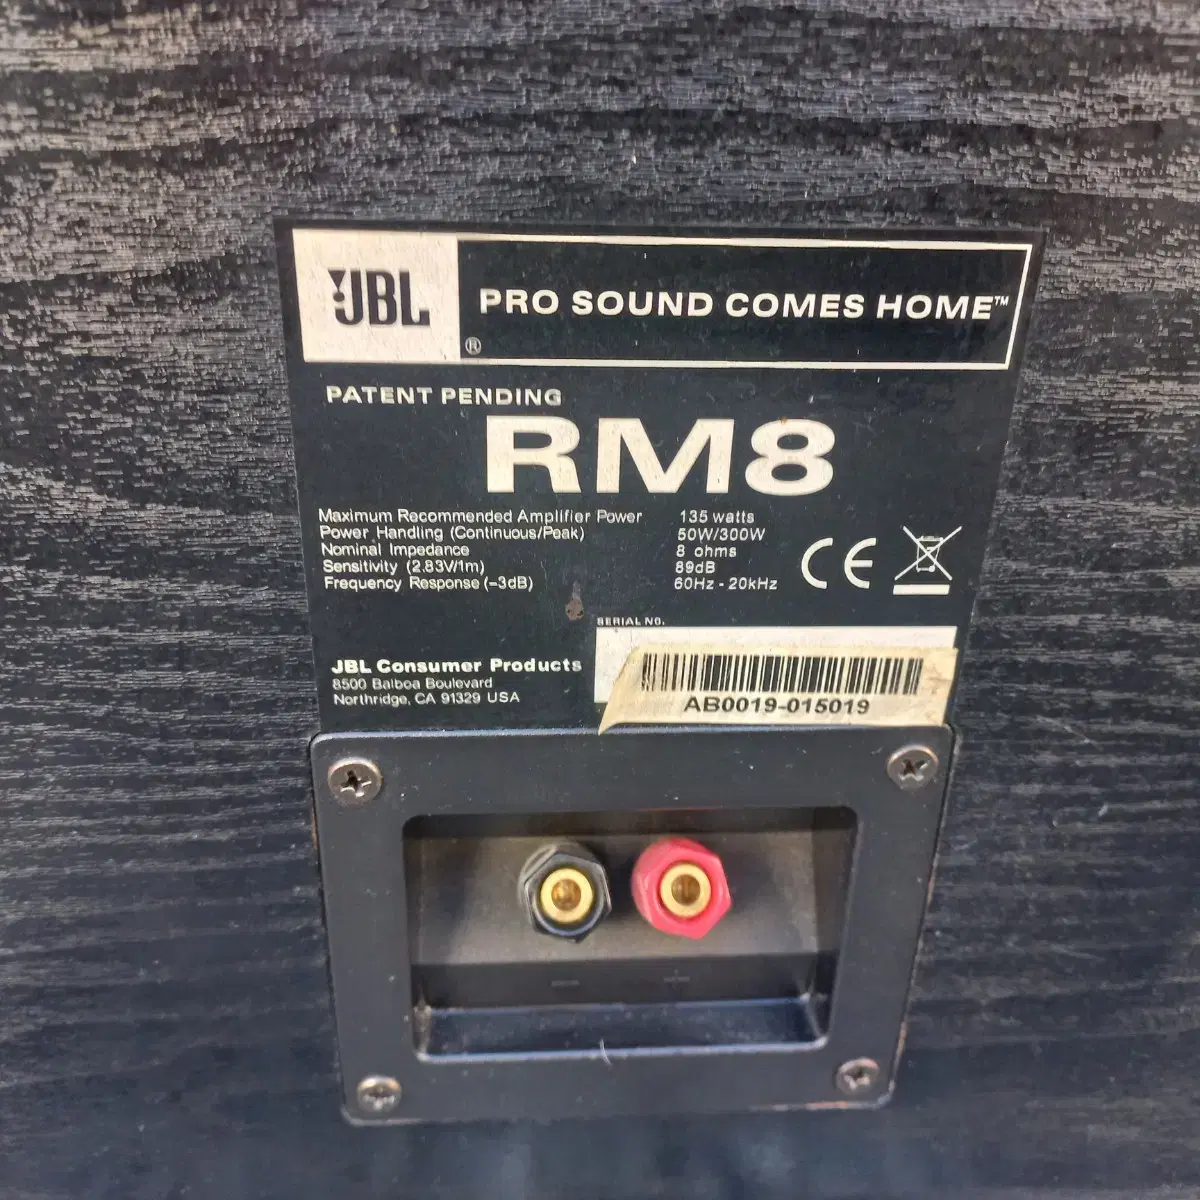 JBL
®
PRO SOUND COMES HOME™
PATENT PENDING
RM8
Maximum Recommended Amplifier Power 135 watts
Power Handling (Continuous/Peak) 50W/300W
Nominal Impedance 8 ohms
Sensitivity (2.83V/1m) 89dB
Frequency Response (-3dB) 60Hz - 20kHz
CE
SERIAL NO.
JBL Consumer Products
8500 Balboa Boulevard
Northridge, CA 91329 USA
AB0019-015019
- +